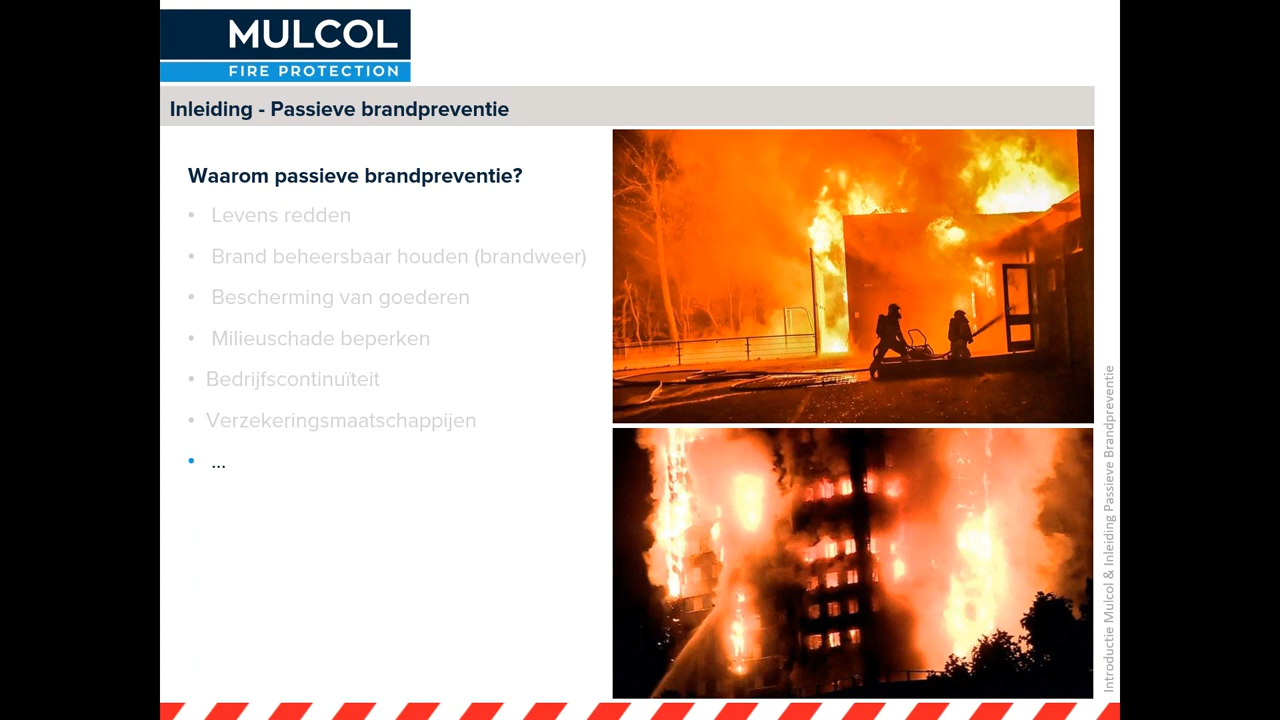 MULCOL
FIRE PROTECTION
Inleiding - Passieve brandpreventie
Waarom passieve brandpreventie?
• Levens redden
• Brand beheersbaar houden (brandweer)
• Bescherming van goederen
• Milieuschade beperken
• Bedrijfscontinuïteit
• Verzekeringsmaatschappijen
• ...
Introductie Mulcol & Inleiding Passieve Brandpreventie